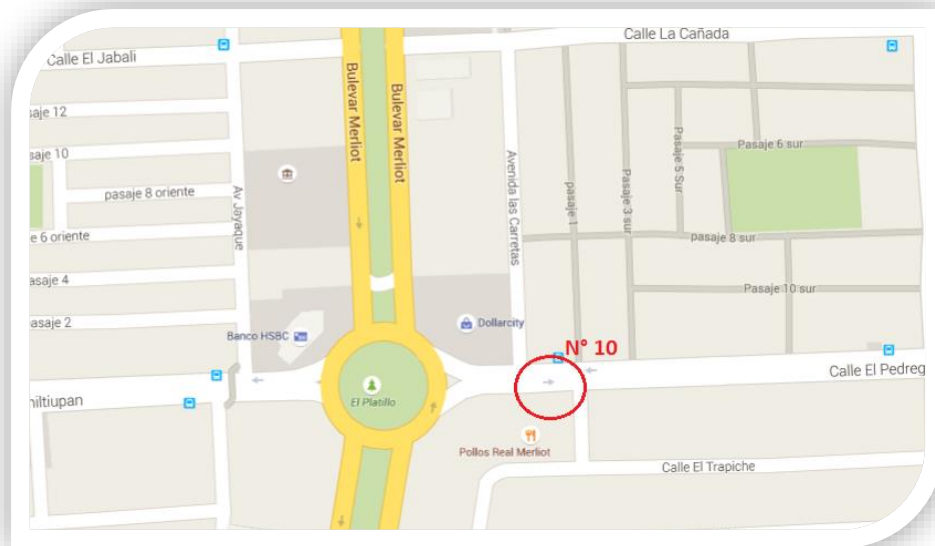 Calle El Jabali
Calle La Cañada
Bulevar Merliot
Bulevar Merliot
saje 12
saje 10
pasaje 8 oriente
e 6 oriente
asaje 4
asaje 2
Av Jayaque
Avenida las Carretas
pasaje 1
Pasaje 3 sur
Pasaje 5 Sur
Pasaje 6 sur
pasaje 8 sur
Pasaje 10 sur
Banco HSBC
Dollarcity
N° 10
Calle El Pedreg
hiltiupan
El Platillo
Pollos Real Merliot
Calle El Trapiche